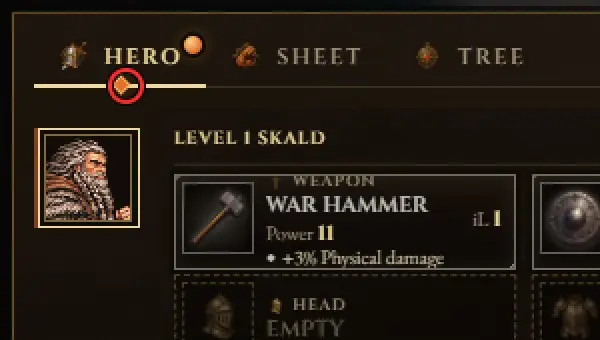 HERO SHEET TREE
LEVEL 1 SKALD
WEAPON
WAR HAMMER
iL 1
Power 11
• +3% Physical damage
HEAD
EMPTY